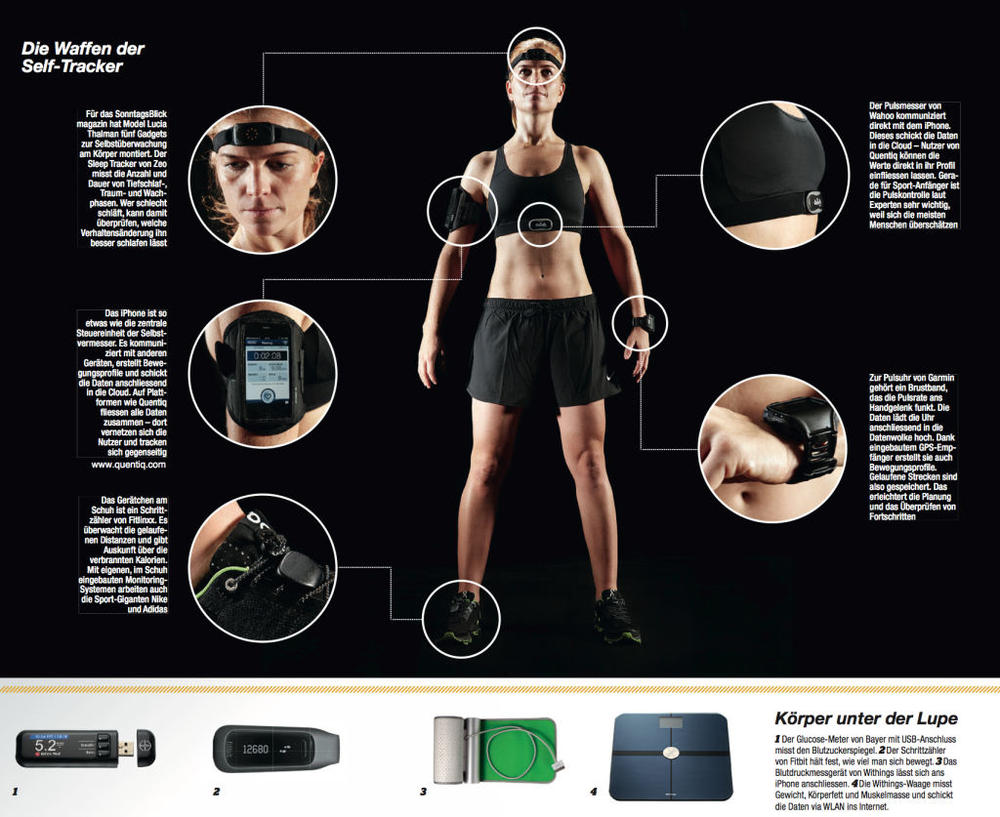 Die Waffen der
Self-Tracker
Für das SonntagsBlick
magazin hat Model Lucia
Thalman fünf Gadgets
zur Selbstüberwachung
am Körper montiert. Der
Sleep Tracker von Zeo
misst die Anzahl und
Dauer von Tiefschlaf-,
Traum- und Wach-
phasen. Wer schlecht
schläft, kann damit
überprüfen, welche
Verhaltensänderung ihn
besser schlafen lässt
Das iPhone ist so
etwas wie die zentrale
Steuereinheit der Selbst-
vermesser. Es kommuni-
ziert mit anderen
Geräten, erstellt Bewe-
gungsprofile und schickt
die Daten anschliessend
in die Cloud. Auf Platt-
formen wie Quentiq
fliessen alle Daten
zusammen – dort
vernetzen sich die
Nutzer und tracken
sich gegenseitig
www.quentiq.com
0:02:08
Das Gerätchen am
Schuh ist ein Schritt-
zähler von Fitlinxx. Es
überwacht die gelaufe-
nen Distanzen und gibt
Auskunft über die
verbrannten Kalorien.
Mit eigenen, im Schuh
eingebauten Monitoring-
Systemen arbeiten auch
die Sport-Giganten Nike
und Adidas
Der Pulsmesser von
Wahoo kommuniziert
direkt mit dem iPhone.
Dieses schickt die Daten
in die Cloud – Nutzer von
Quentiq können die
Werte direkt in ihr Profil
einfliessen lassen. Gera-
de für Sport-Anfänger ist
die Pulskontrolle laut
Experten sehr wichtig,
weil sich die meisten
Menschen überschätzen
Zur Pulsuhr von Garmin
gehört ein Brustband,
das die Pulsrate ans
Handgelenk funkt. Die
Daten lädt die Uhr
anschliessend in die
Datenwolke hoch. Dank
eingebautem GPS-Emp-
fänger erstellt sie auch
Bewegungsprofile.
Gelaufene Strecken sind
also gespeichert. Das
erleichtert die Planung
und das Überprüfen von
Fortschritten
5.2
1
fitbit
12680
2
3
4
Körper unter der Lupe
1 Der Glucose-Meter von Bayer mit USB-Anschluss
misst den Blutzuckerspiegel. 2 Der Schrittzähler
von Fitbit hält fest, wie viel man sich bewegt. 3 Das
Blutdruckmessgerät von Withings lässt sich ans
iPhone anschliessen. 4 Die Withings-Waage misst
Gewicht, Körperfett und Muskelmasse und schickt
die Daten via WLAN ins Internet.